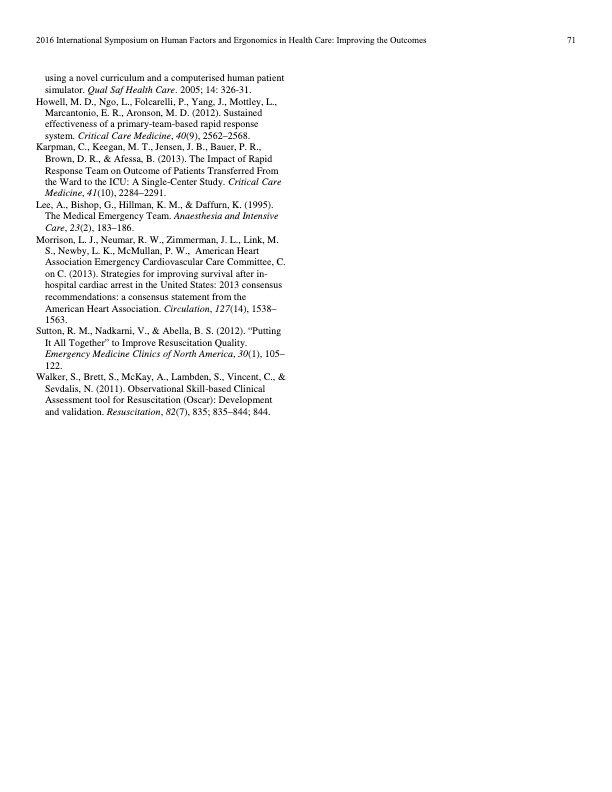 2016 International Symposium on Human Factors and Ergonomics in Health Care: Improving the Outcomes 71
using a novel curriculum and a computerised human patient
simulator. Qual Saf Health Care. 2005; 14: 326-31.
Howell, M. D., Ngo, L., Folcarelli, P., Yang, J., Mottley, L.,
Marcantonio, E. R., Aronson, M. D. (2012). Sustained
effectiveness of a primary-team-based rapid response
system. Critical Care Medicine, 40(9), 2562–2568.
Karpman, C., Keegan, M. T., Jensen, J. B., Bauer, P. R.,
Brown, D. R., & Afessa, B. (2013). The Impact of Rapid
Response Team on Outcome of Patients Transferred From
the Ward to the ICU: A Single-Center Study. Critical Care
Medicine, 41(10), 2284–2291.
Lee, A., Bishop, G., Hillman, K. M., & Daffurn, K. (1995).
The Medical Emergency Team. Anaesthesia and Intensive
Care, 23(2), 183–186.
Morrison, L. J., Neumar, R. W., Zimmerman, J. L., Link, M.
S., Newby, L. K., McMullan, P. W., American Heart
Association Emergency Cardiovascular Care Committee, C.
on C. (2013). Strategies for improving survival after in-
hospital cardiac arrest in the United States: 2013 consensus
recommendations: a consensus statement from the
American Heart Association. Circulation, 127(14), 1538–
1563.
Sutton, R. M., Nadkarni, V., & Abella, B. S. (2012). “Putting
It All Together” to Improve Resuscitation Quality.
Emergency Medicine Clinics of North America, 30(1), 105–
122.
Walker, S., Brett, S., McKay, A., Lambden, S., Vincent, C., &
Sevdalis, N. (2011). Observational Skill-based Clinical
Assessment tool for Resuscitation (Oscar): Development
and validation. Resuscitation, 82(7), 835; 835–844; 844.